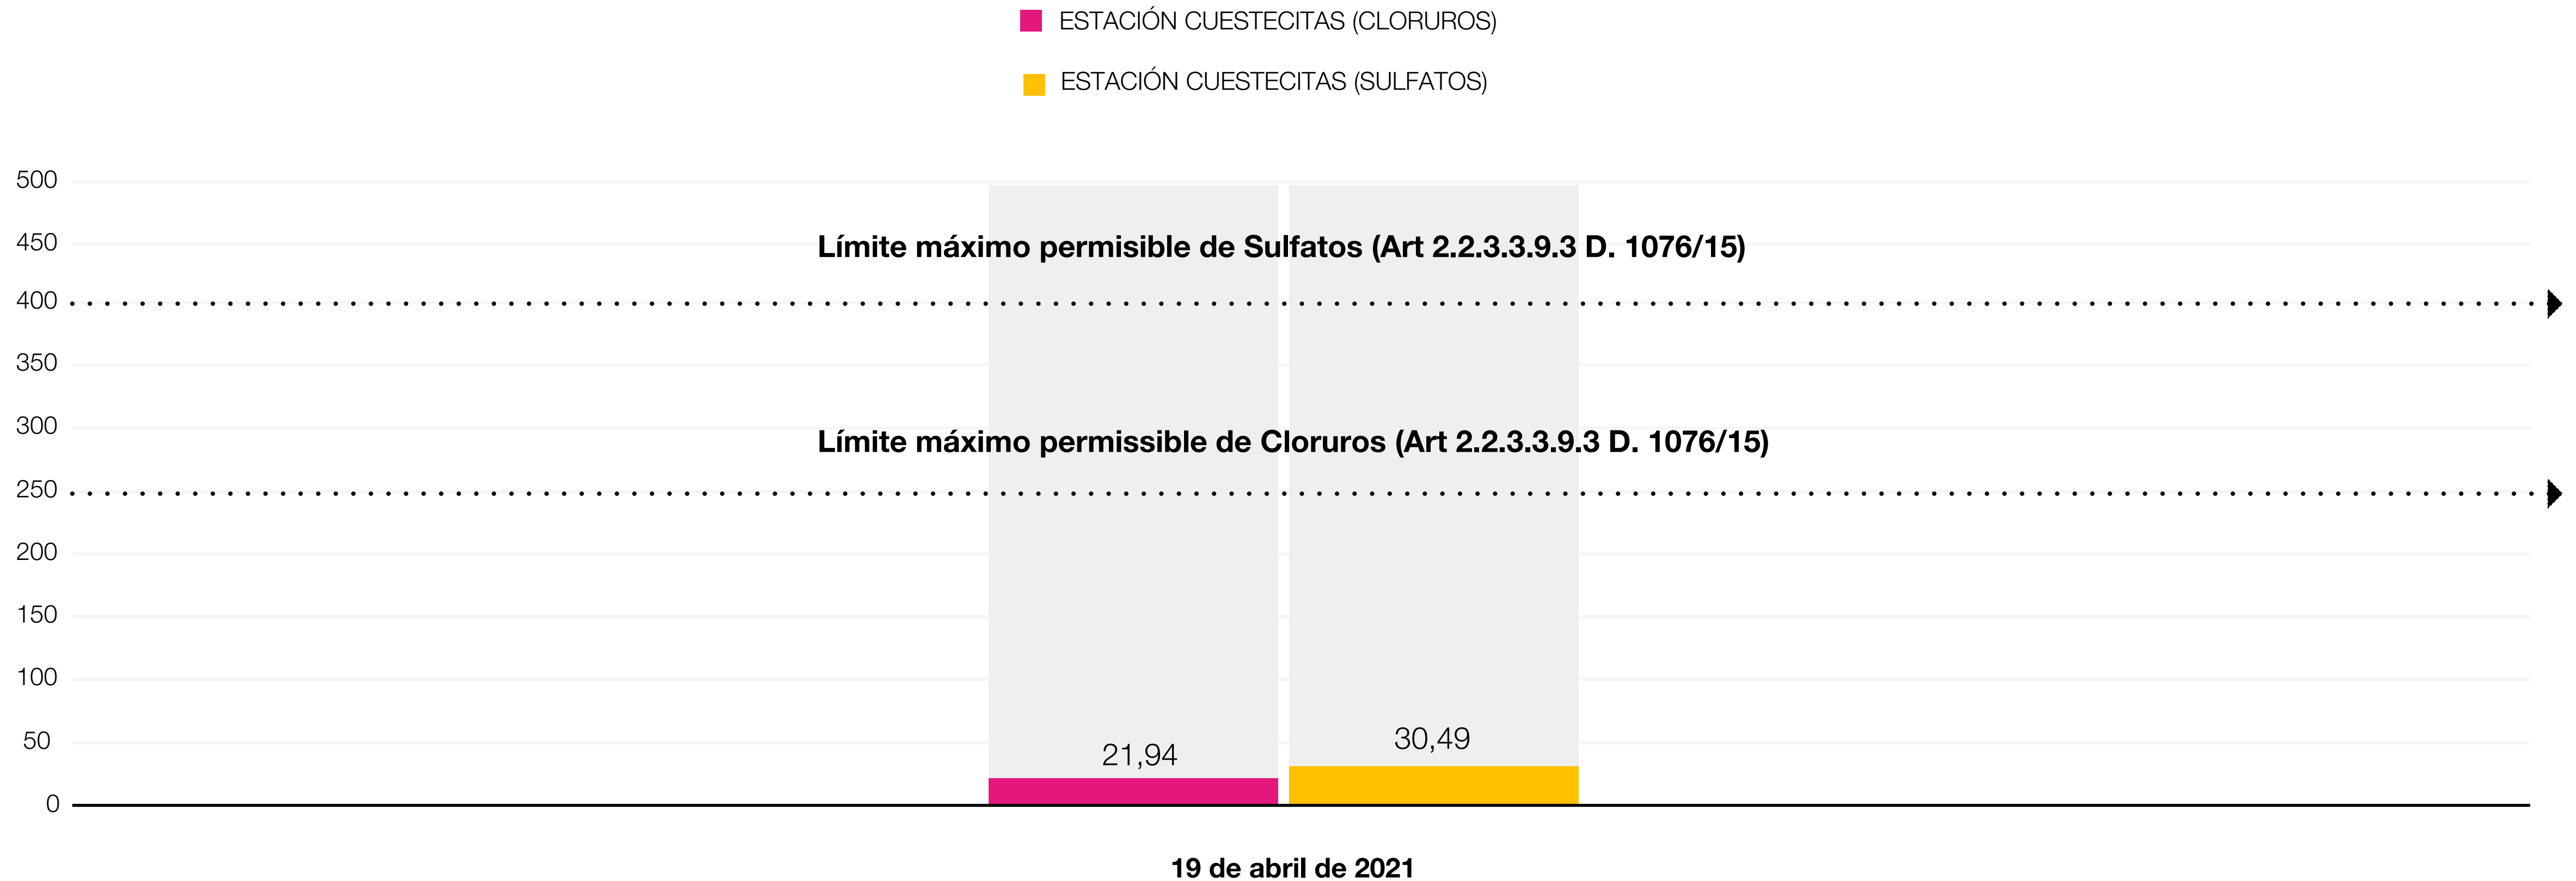 ESTACIÓN CUESTECITAS (CLORUROS)
ESTACIÓN CUESTECITAS (SULFATOS)
500
450
Límite máximo permisible de Sulfatos (Art 2.2.3.3.9.3 D. 1076/15)
400
350
300
Límite máximo permissible de Cloruros (Art 2.2.3.3.9.3 D. 1076/15)
250
200
150
100
50
21,94
30,49
0
19 de abril de 2021